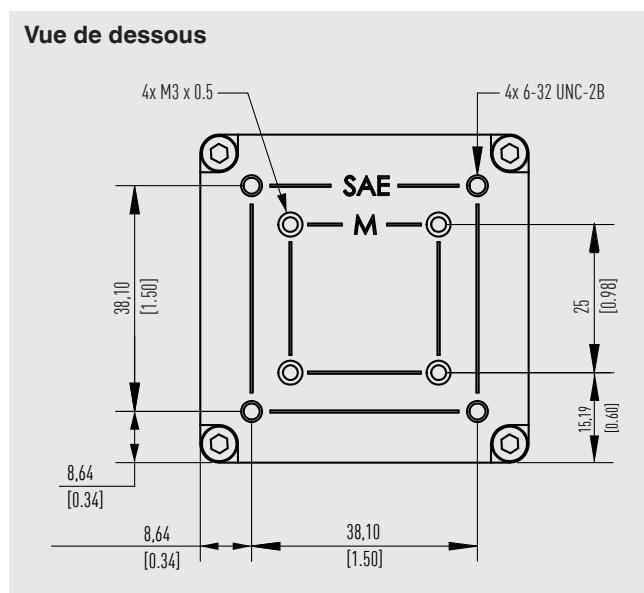 Vue de dessous
4x M3 x 0.5
4x 6-32 UNC-2B
SAE
M
38,10
[1.50]
25
[0.98]
15,19
[0.60]
8,64
[0.34]
8,64
[0.34]
38,10
[1.50]